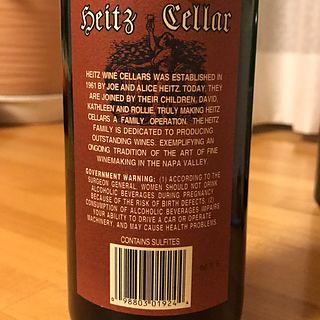 Heitz Cellar
HEITZ WINE CELLARS WAS ESTABLISHED IN
1961 BY JOE AND ALICE HEITZ. TODAY, THEY
ARE JOINED BY THEIR CHILDREN, DAVID,
KATHLEEN AND ROLLIE, TRULY MAKING HEITZ
CELLARS A FAMILY OPERATION. THE HEITZ
FAMILY IS DEDICATED TO PRODUCING
OUTSTANDING WINES. EXEMPLIFYING AN
ONGOING TRADITION OF THE ART OF FINE
WINEMAKING IN THE NAPA VALLEY.
GOVERNMENT WARNING: (1) ACCORDING TO THE
SURGEON GENERAL, WOMEN SHOULD NOT DRINK
ALCOHOLIC BEVERAGES DURING PREGNANCY
BECAUSE OF THE RISK OF BIRTH DEFECTS. (2)
CONSUMPTION OF ALCOHOLIC BEVERAGES IMPAIRS
YOUR ABILITY TO DRIVE A CAR OR OPERATE
MACHINERY, AND MAY CAUSE HEALTH PROBLEMS.
CONTAINS SULFITES
0 98803 01924 4